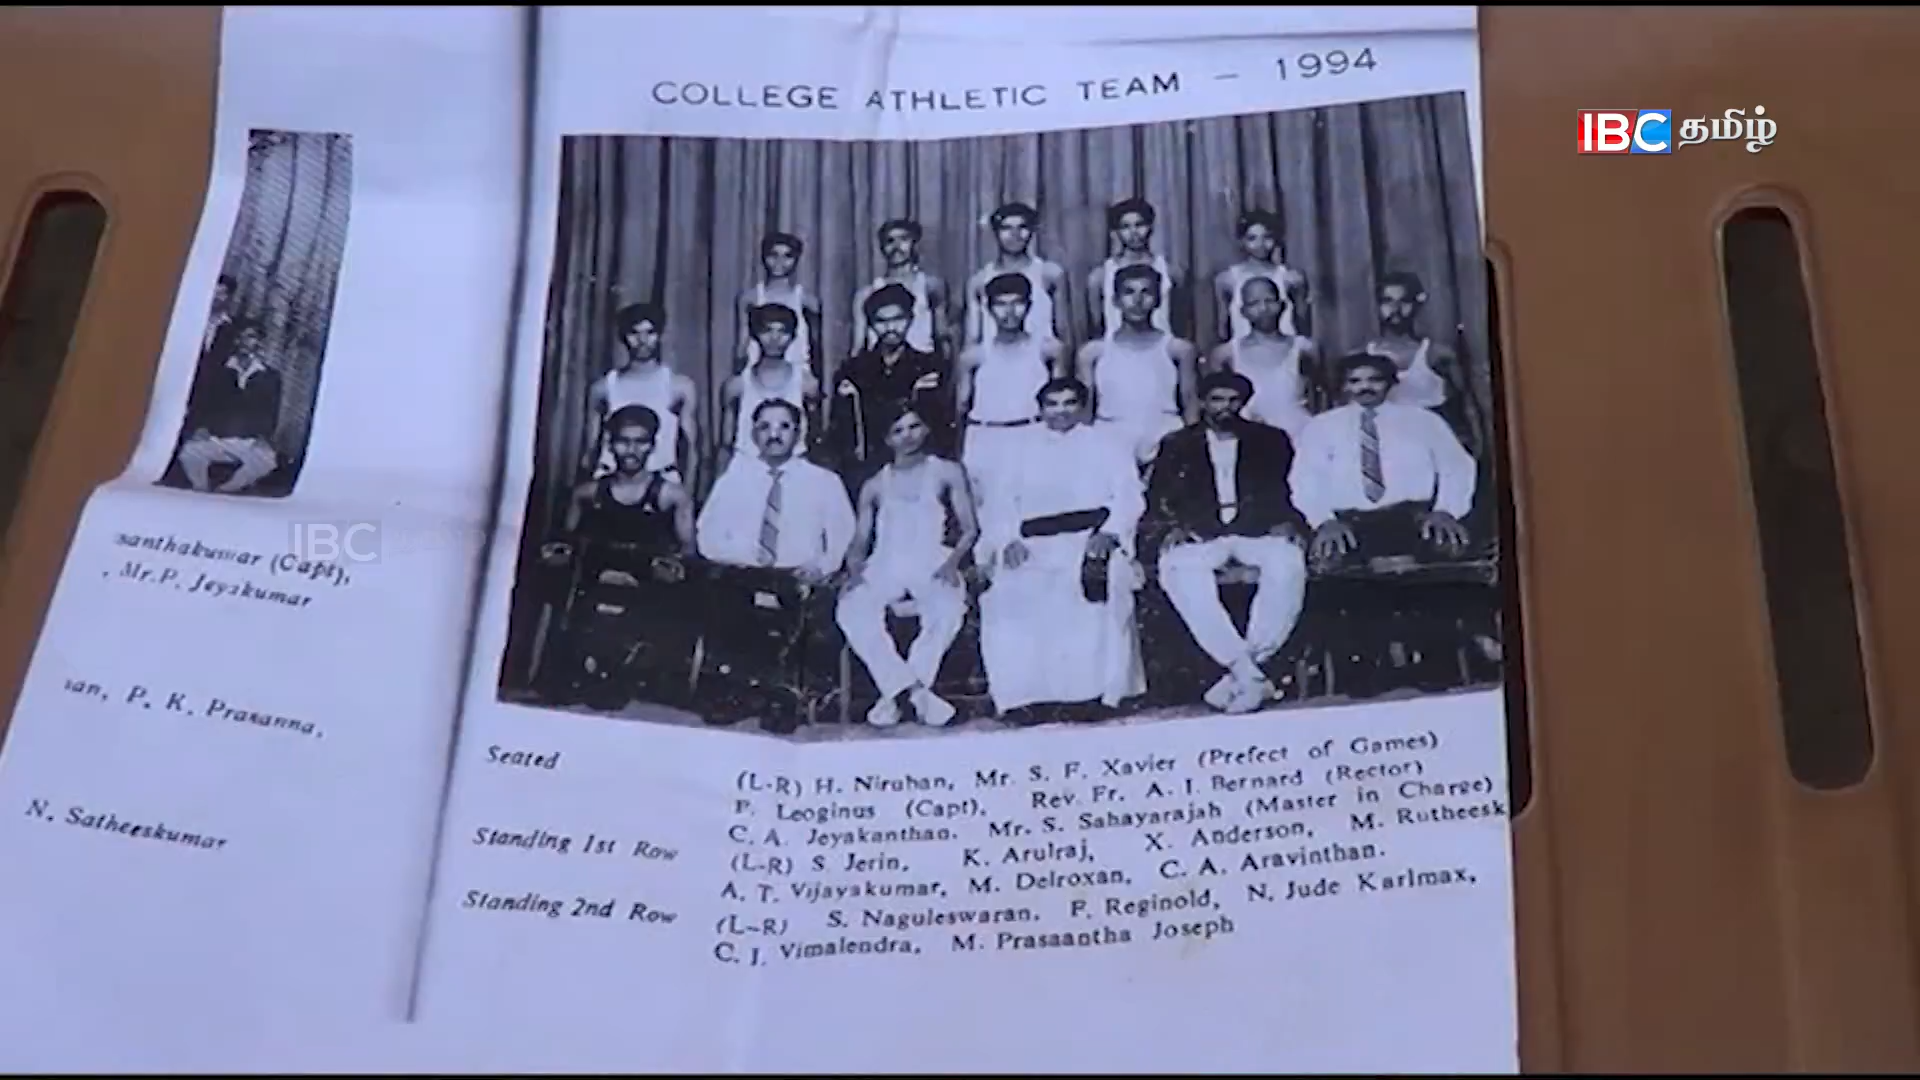 COLLEGE ATHLETIC TEAM - 1994
IBC தமிழ்
IBC
santhakumar (Capt),
, Mr.P. Jeyakumar
P. K. Prasanna,
N. Satheeskumar
Seated
(L-R) H. Nirahan, Mr. S. F. Xavier (Prefect of Games)
P. Leoginus (Capt), Rev. Fr. A. I. Bernard (Rector)
C. A. Jeyakanthan, Mr. S. Sahayarajah (Master in Charge)
Standing 1st Row
(L-R) S. Jerin, K. Arulraj, X. Anderson, M. Rutheesk
A. T. Vijayakumar, M. Delroxan, C. A. Aravinthan.
Standing 2nd Row
(L-R) S. Naguleswaran, F. Reginold, N. Jude Karlmax,
C. I. Vimalendra, M. Prasaantha Joseph